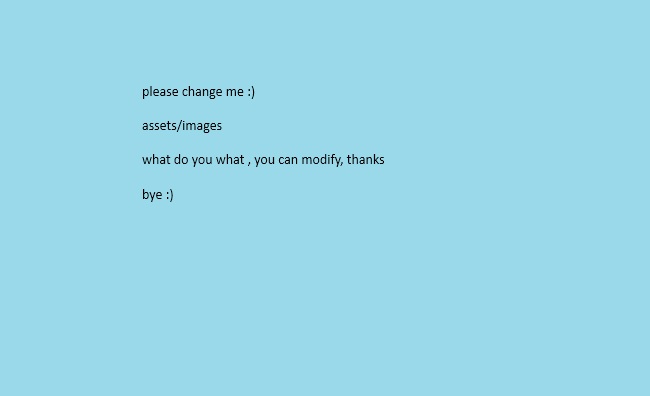 please change me :)
assets/images
what do you what , you can modify, thanks
bye :)